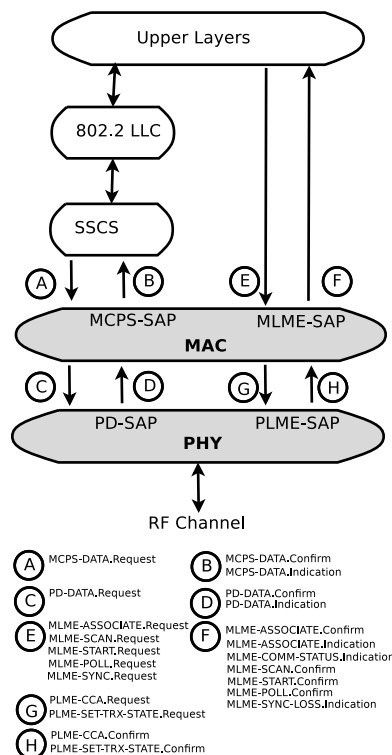 Upper Layers
802.2 LLC
SSCS
A B E F
MCPS-SAP MLME-SAP
MAC
C D G H
PD-SAP PLME-SAP
PHY
RF Channel
A MCPS-DATA.Request
B MCPS-DATA.Confirm
MCPS-DATA.Indication
C PD-DATA.Request
D PD-DATA.Confirm
PD-DATA.Indication
E MLME-ASSOCIATE.Request
MLME-SCAN.Request
MLME-START.Request
MLME-POLL.Request
MLME-SYNC.Request
F MLME-ASSOCIATE.Confirm
MLME-ASSOCIATE.Indication
MLME-COMM-STATUS.Indication
MLME-SCAN.Confirm
MLME-START.Confirm
MLME-POLL.Confirm
MLME-SYNC-LOSS.Indication
G PLME-CCA.Request
PLME-SET-TRX-STATE.Request
H PLME-CCA.Confirm
PLME-SET-TRX-STATE.Confirm